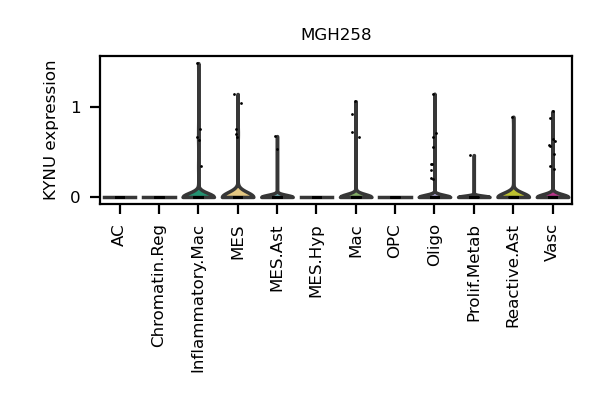 MGH258
KYNU expression
1
0
AC
Chromatin.Reg
Inflammatory.Mac
MES
MES.Ast
MES.Hyp
Mac
OPC
Oligo
Prolif.Metab
Reactive.Ast
Vasc